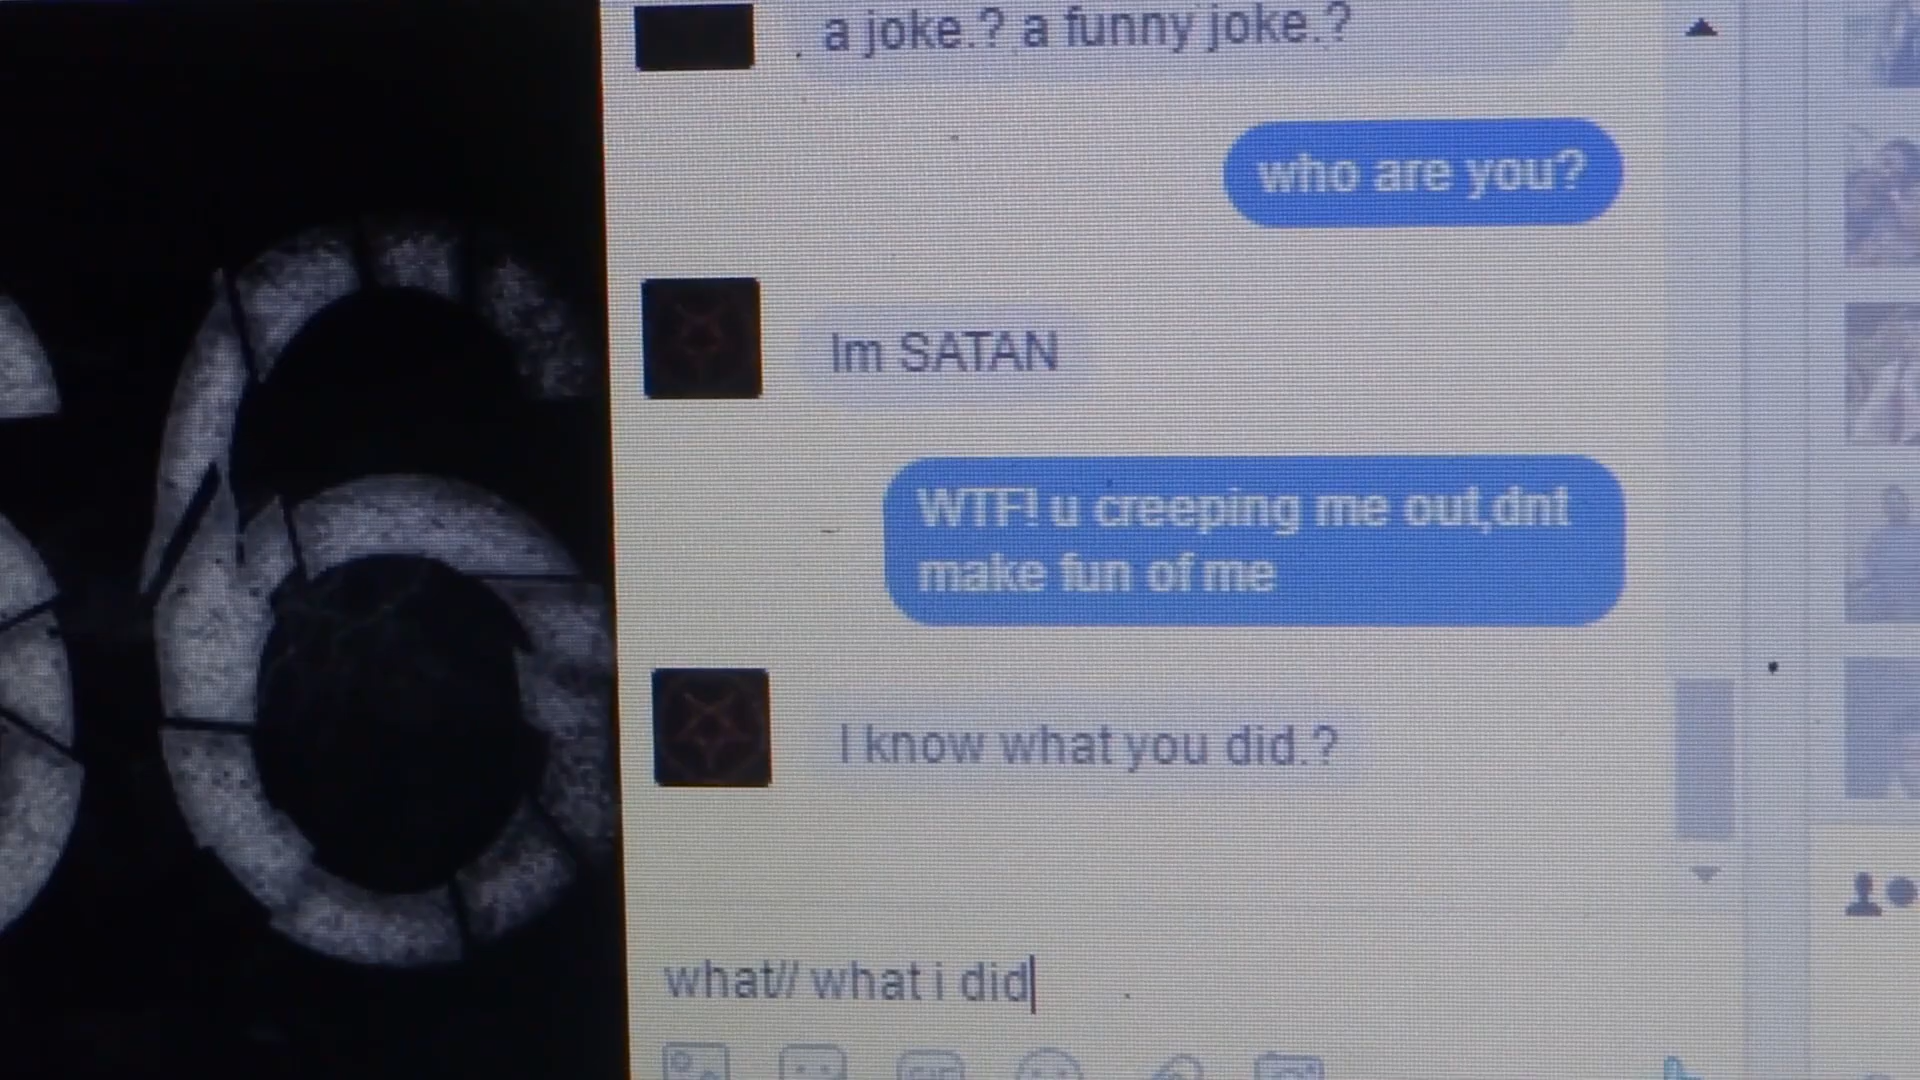 a joke.? a funny joke.?
who are you?
Im SATAN
WTF! u creeping me out,dnt
make fun of me
I know what you did.?
what// what i did
6